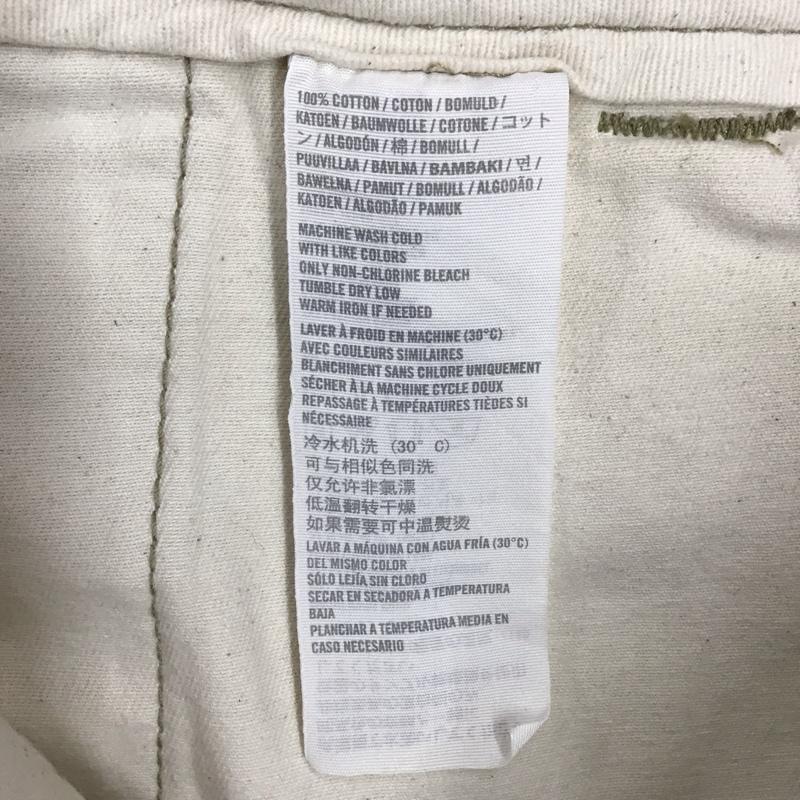 100% COTTON / COTON / BOMULD /
KATOEN / BAUMWOLLE / COTONE / コット
ン / ALGODÓN / 棉 / BOMULL /
PUUVILLAA / BAVLNA / ΒΑΜΒΑΚΙ / 면 /
BAWEŁNA / PAMUT / BOMULL / ALGODÃO /
KATOEN / ALGODÃO / PAMUK
MACHINE WASH COLD
WITH LIKE COLORS
ONLY NON-CHLORINE BLEACH
TUMBLE DRY LOW
WARM IRON IF NEEDED
LAVER À FROID EN MACHINE (30°C)
AVEC COULEURS SIMILAIRES
BLANCHIMENT SANS CHLORE UNIQUEMENT
SÉCHER À LA MACHINE CYCLE DOUX
REPASSAGE À TEMPÉRATURES TIÈDES SI
NÉCESSAIRE
冷水机洗 (30° C)
可与相似色同洗
仅允许非氯漂
低温翻转干燥
如果需要可中温熨烫
LAVAR A MÁQUINA CON AGUA FRÍA (30°C)
DEL MISMO COLOR
SÓLO LEJÍA SIN CLORO
SECAR EN SECADORA A TEMPERATURA
BAJA
PLANCHAR A TEMPERATURA MEDIA EN
CASO NECESARIO